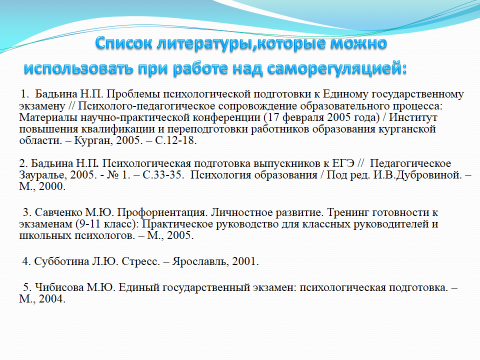 Список литературы,которые можно
использовать при работе над саморегуляцией:
1. Бадьина Н.П. Проблемы психологической подготовки к Единому государственному
экзамену // Психолого-педагогическое сопровождение образовательного процесса:
Материалы научно-практической конференции (17 февраля 2005 года) / Институт
повышения квалификации и переподготовки работников образования курганской
области. – Курган, 2005. – С.12-18.
2. Бадьина Н.П. Психологическая подготовка выпускников к ЕГЭ // Педагогическое
Зауралье, 2005. - № 1. – С.33-35. Психология образования / Под ред. И.В.Дубровиной. –
М., 2000.
3. Савченко М.Ю. Профориентация. Личностное развитие. Тренинг готовности к
экзаменам (9-11 класс): Практическое руководство для классных руководителей и
школьных психологов. – М., 2005.
4. Субботина Л.Ю. Стресс. – Ярославль, 2001.
5. Чибисова М.Ю. Единый государственный экзамен: психологическая подготовка. –
М., 2004.